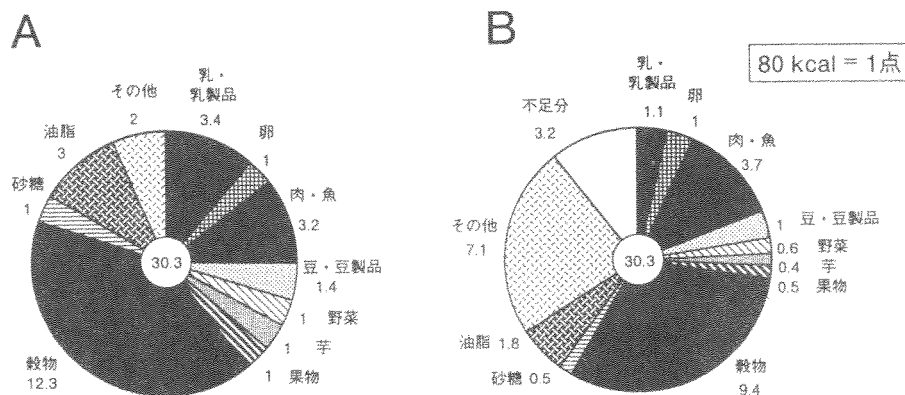 A
乳・
乳製品
3.4
卵
1
肉・魚
3.2
豆・豆製品
1.4
1 野菜
1 芋
1 果物
穀物
12.3
砂糖
1
油脂
3
その他
2
30.3
B
80 kcal = 1点
乳・
乳製品
1.1
卵
1
肉・魚
3.7
1 豆・豆製品
0.6 野菜
0.4 芋
0.5 果物
穀物
9.4
砂糖 0.5
油脂 1.8
その他
7.1
不足分
3.2
30.3